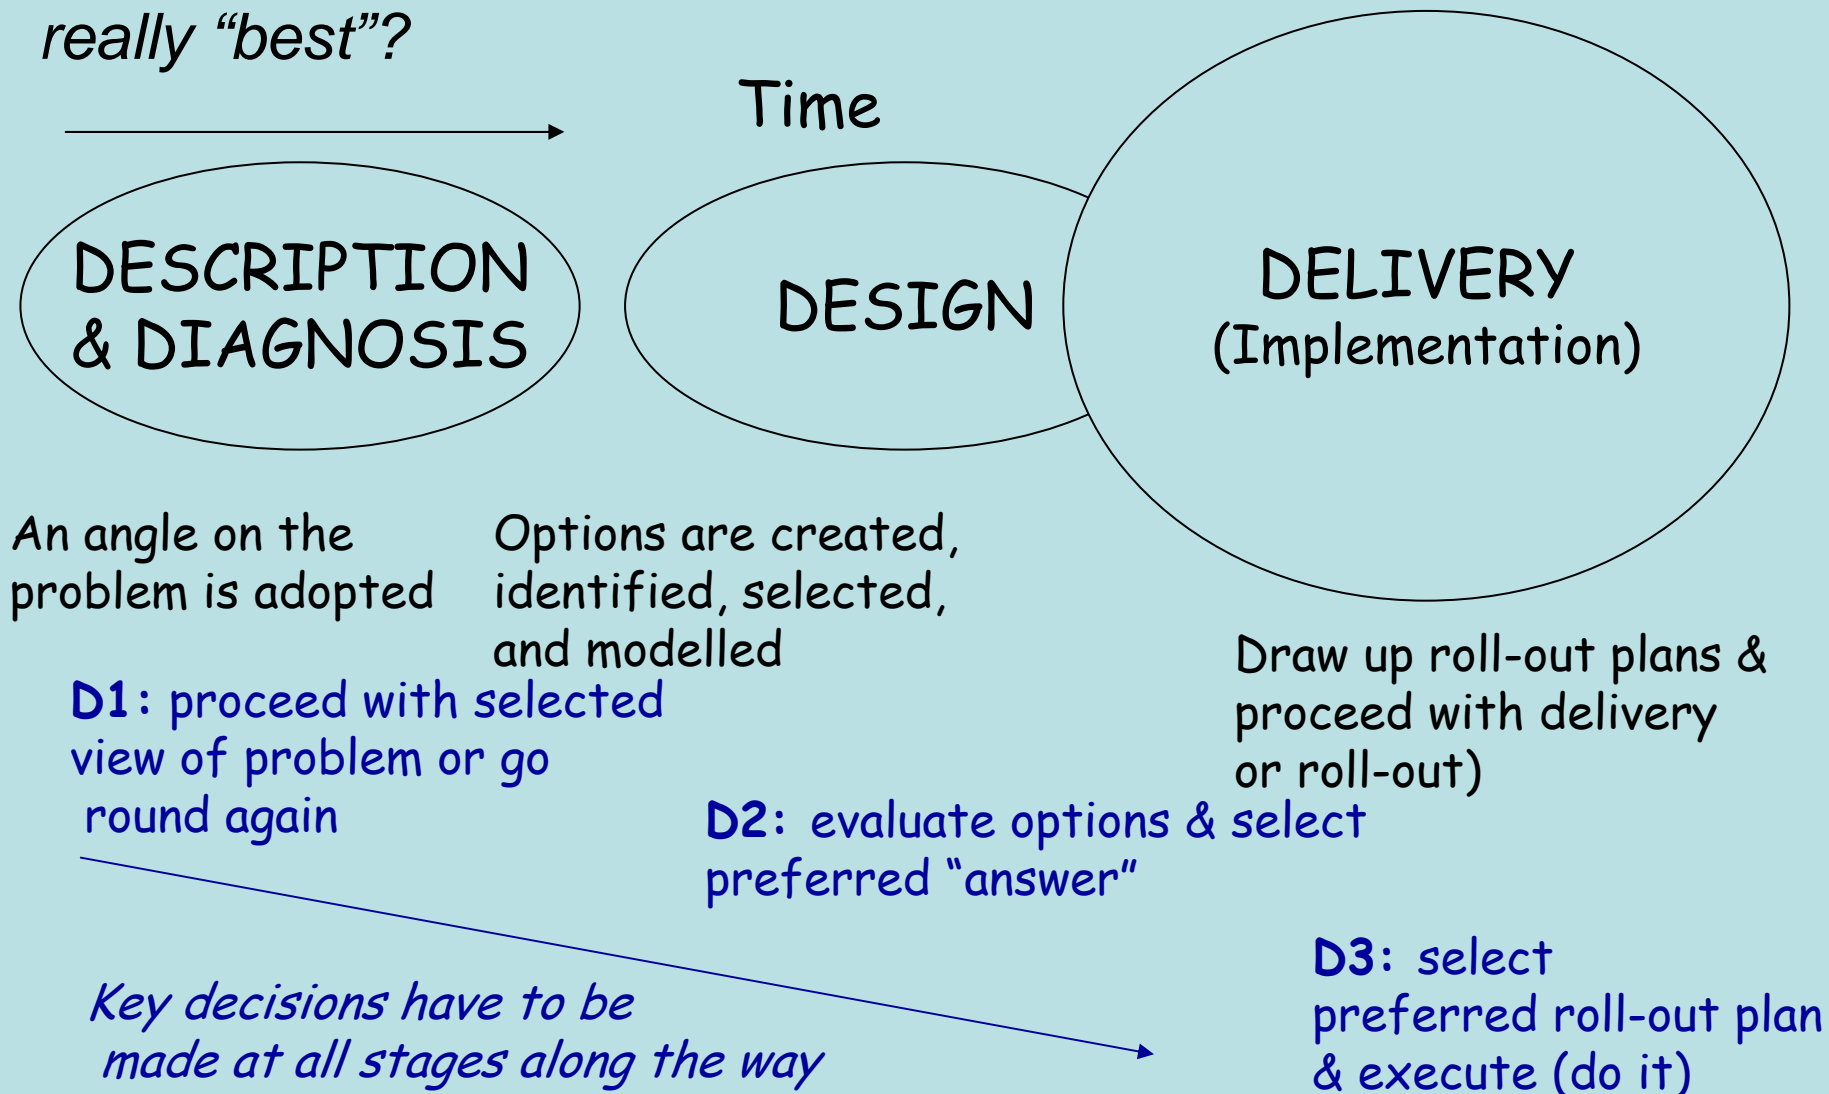 really “best”?
Time
DESCRIPTION
& DIAGNOSIS
DESIGN
DELIVERY
(Implementation)
An angle on the
problem is adopted
Options are created,
identified, selected,
and modelled
Draw up roll-out plans &
proceed with delivery
or roll-out)
D1: proceed with selected
view of problem or go
round again
D2: evaluate options & select
preferred “answer”
D3: select
preferred roll-out plan
& execute (do it)
Key decisions have to be
made at all stages along the way